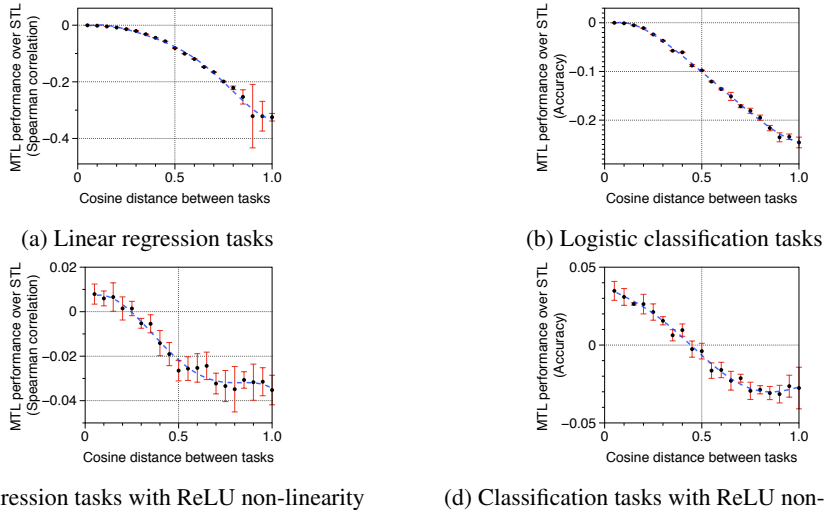 0
−0.2
−0.4
MTL performance over STL
(Spearman correlation)
0
0.5
1.0
Cosine distance between tasks
(a) Linear regression tasks
0
−0.1
−0.2
MTL performance over STL
(Accuracy)
0
0.5
1.0
Cosine distance between tasks
(b) Logistic classification tasks
0.02
0
−0.02
−0.04
MTL performance over STL
(Spearman correlation)
0
0.5
1.0
Cosine distance between tasks
ression tasks with ReLU non-linearity
0.05
0
−0.05
MTL performance over STL
(Accuracy)
0
0.5
1.0
Cosine distance between tasks
(d) Classification tasks with ReLU non-